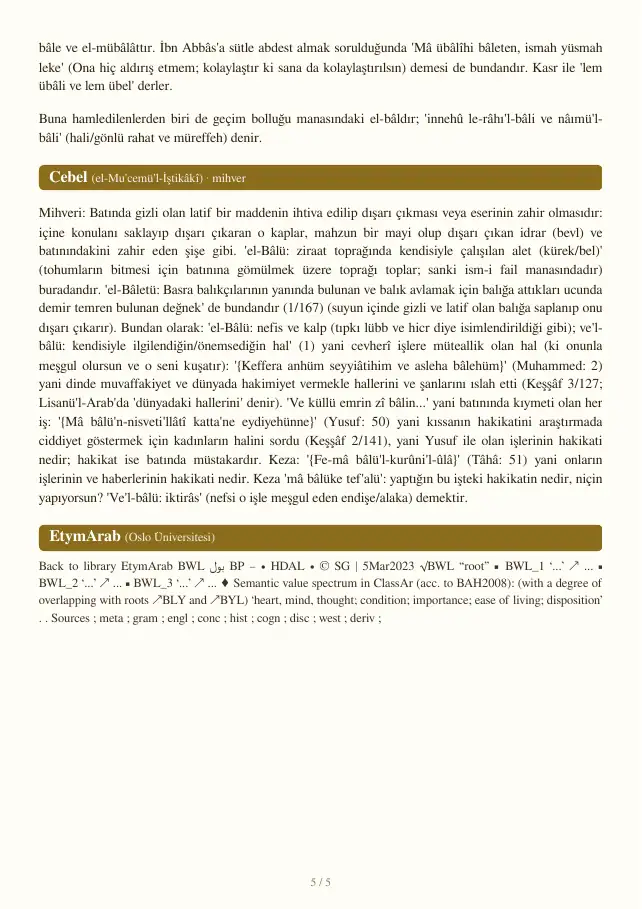 bâle ve el-mübâlâttır. İbn Abbâs'a sütle abdest almak sorulduğunda 'Mâ übâlîhi bâleten, ismah yüsmah
leke' (Ona hiç aldırış etmem; kolaylaştır ki sana da kolaylaştırılsın) demesi de bundandır. Kasr ile 'lem
übâli ve lem übel' derler.
Buna hamledilenlerden biri de geçim bolluğu manasındaki el-bâldır; 'innehû le-râhı'l-bâli ve nâımü'l-
bâli' (hali/gönlü rahat ve müreffeh) denir.
Cebel (el-Mu'cemü'l-İştikâkî) · mihver
Mihveri: Batında gizli olan latif bir maddenin ihtiva edilip dışarı çıkması veya eserinin zahir olmasıdır:
içine konulanı saklayıp dışarı çıkaran o kaplar, mahzun bir mayi olup dışarı çıkan idrar (bevl) ve
batınındakini zahir eden şişe gibi. 'el-Bâlü: ziraat toprağında kendisiyle çalışılan alet (kürek/bel)'
(tohumların bitmesi için batınına gömülmek üzere toprağı toplar; sanki ism-i fail manasındadır)
buradandır. 'el-Bâletü: Basra balıkçılarının yanında bulunan ve balık avlamak için balığa attıkları ucunda
demir temren bulunan değnek' de bundandır (1/167) (suyun içinde gizli ve latif olan balığa saplanıp onu
dışarı çıkarır). Bundan olarak: 'el-Bâlü: nefis ve kalp (tıpkı lübb ve hicr diye isimlendirildiği gibi); ve'l-
bâlü: kendisiyle ilgilendiğin/önemsediğin hal' (1) yani cevherî işlere müteallik olan hal (ki onunla
meşgul olursun ve o seni kuşatır): '{Keffera anhüm seyyiâtihim ve asleha bâlehüm}' (Muhammed: 2)
yani dinde muvaffakiyet ve dünyada hakimiyet vermekle hallerini ve şanlarını ıslah etti (Keşşâf 3/127;
Lisanü'l-Arab'da 'dünyadaki hallerini' denir). 'Ve küllü emrin zî bâlin...' yani batınında kıymeti olan her
iş: '{Mâ bâlü'n-nisveti'llâtî katta'ne eydiyehünne}' (Yusuf: 50) yani kıssanın hakikatini araştırmada
ciddiyet göstermek için kadınların halini sordu (Keşşâf 2/141), yani Yusuf ile olan işlerinin hakikati
nedir; hakikat ise batında müstakardır. Keza: '{Fe-mâ bâlü'l-kurûni'l-ûlâ}' (Tâhâ: 51) yani onların
işlerinin ve haberlerinin hakikati nedir. Keza 'mâ bâlüke tef'alü': yaptığın bu işteki hakikatin nedir, niçin
yapıyorsun? 'Ve'l-bâlü: iktirâs' (nefsi o işle meşgul eden endişe/alaka) demektir.
EtymArab (Oslo Üniversitesi)
Back to library EtymArab BWL بول BP – • HDAL • © SG | 5Mar2023 √BWL “root” ▪ BWL_1 ‘...’ ↗ ... ▪
BWL_2 ‘...’ ↗ ... ▪ BWL_3 ‘...’ ↗ ... ♦ Semantic value spectrum in ClassAr (acc. to BAH2008): (with a degree of
overlapping with roots ↗BLY and ↗BYL) ‘heart, mind, thought; condition; importance; ease of living; disposition’
. . Sources ; meta ; gram ; engl ; conc ; hist ; cogn ; disc ; west ; deriv ;
5 / 5